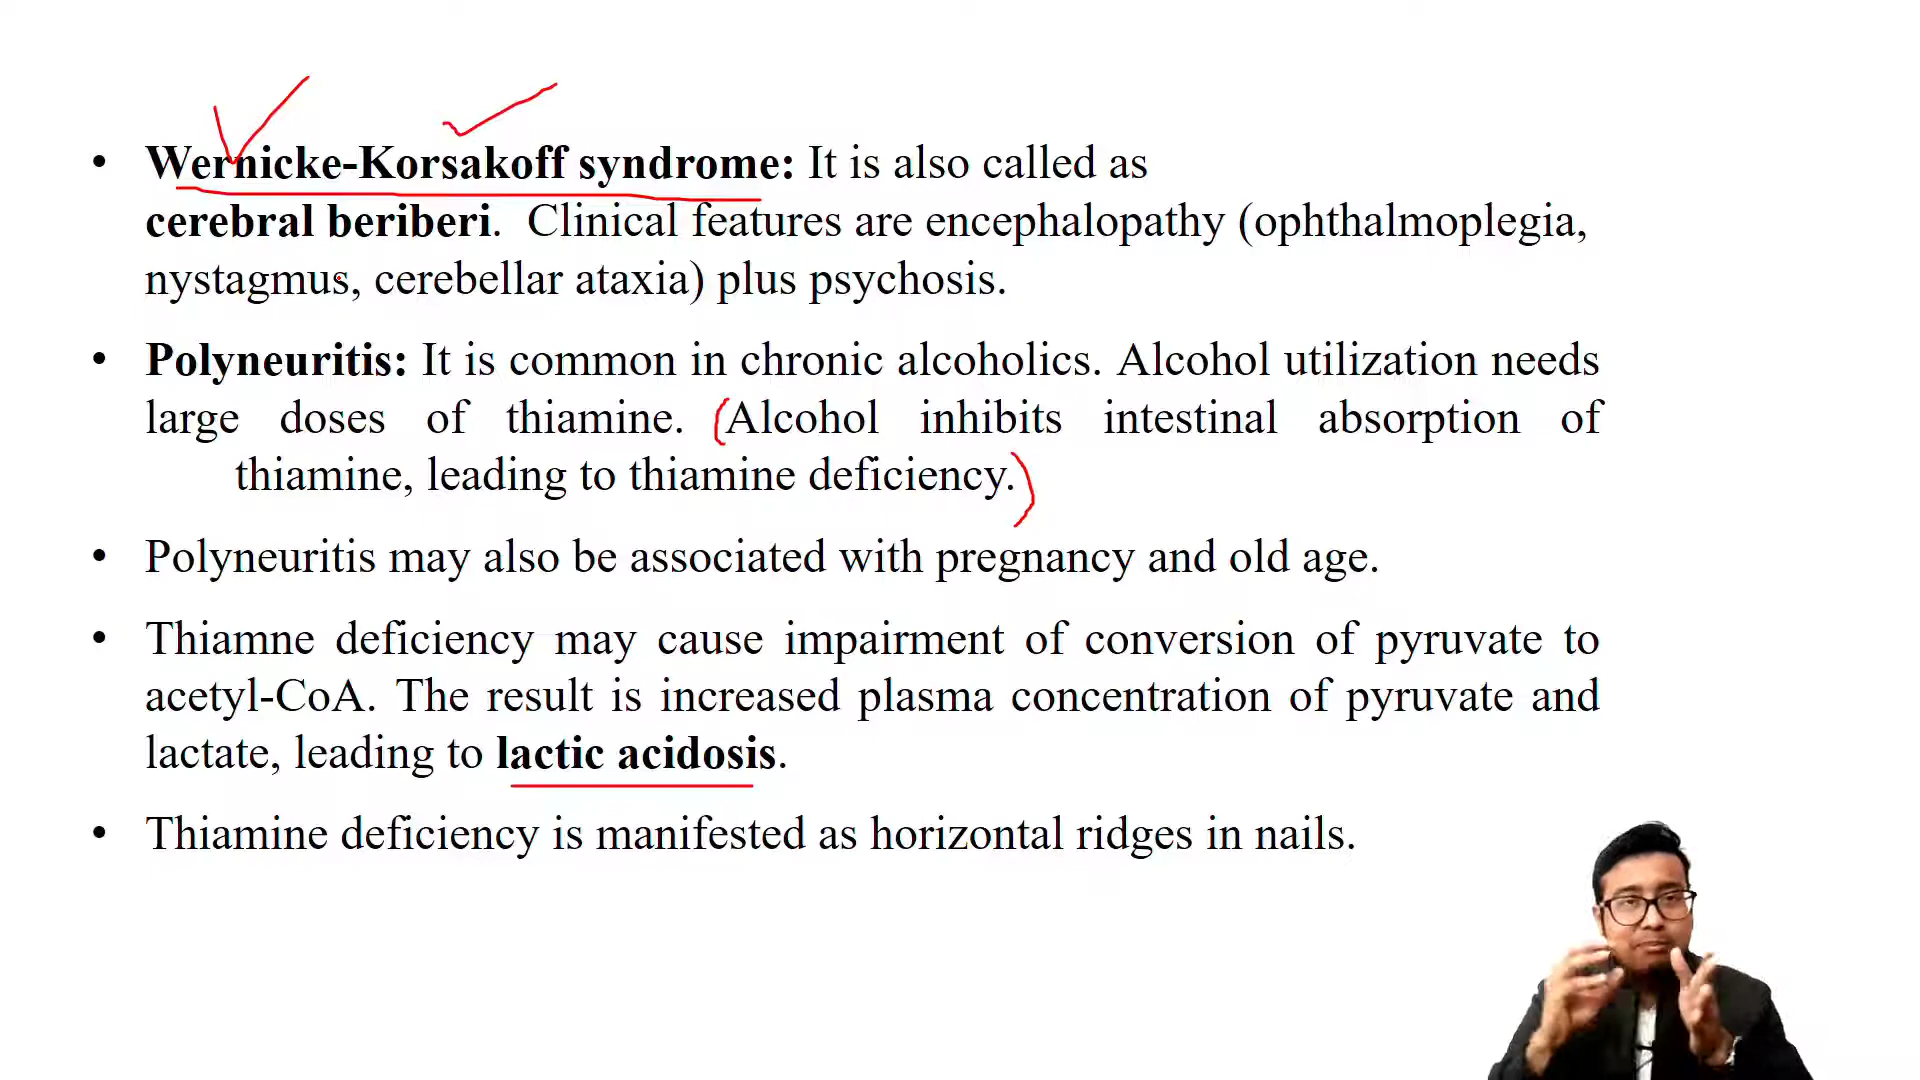 • Wernicke-Korsakoff syndrome: It is also called as
cerebral beriberi. Clinical features are encephalopathy (ophthalmoplegia,
nystagmus, cerebellar ataxia) plus psychosis.
• Polyneuritis: It is common in chronic alcoholics. Alcohol utilization needs
large doses of thiamine. (Alcohol inhibits intestinal absorption of
thiamine, leading to thiamine deficiency.)
• Polyneuritis may also be associated with pregnancy and old age.
• Thiamne deficiency may cause impairment of conversion of pyruvate to
acetyl-CoA. The result is increased plasma concentration of pyruvate and
lactate, leading to lactic acidosis.
• Thiamine deficiency is manifested as horizontal ridges in nails.